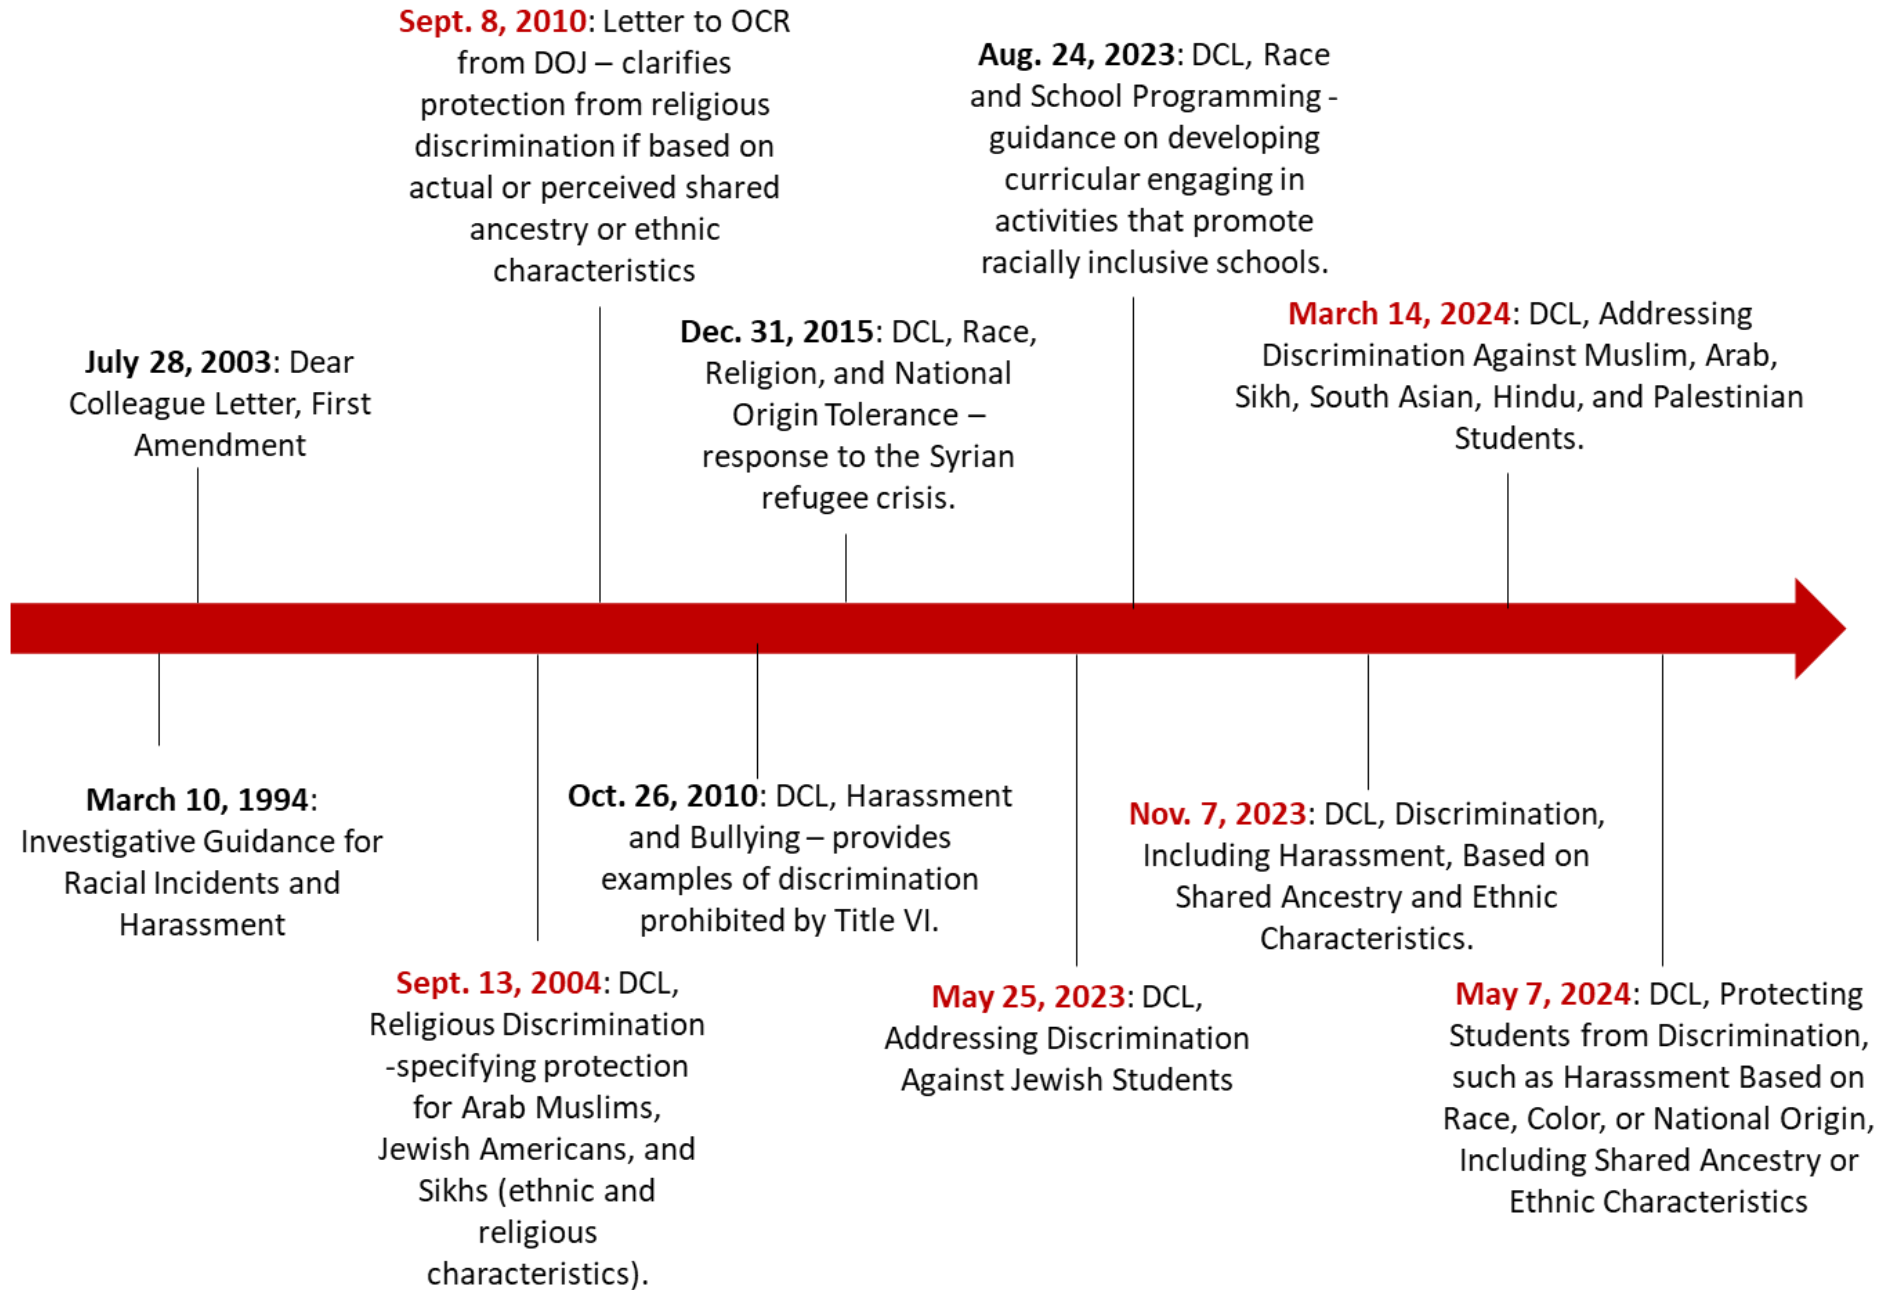 Sept. 8, 2010: Letter to OCR
from DOJ – clarifies
protection from religious
discrimination if based on
actual or perceived shared
ancestry or ethnic
characteristics
Aug. 24, 2023: DCL, Race
and School Programming -
guidance on developing
curricular engaging in
activities that promote
racially inclusive schools.
July 28, 2003: Dear
Colleague Letter, First
Amendment
Dec. 31, 2015: DCL, Race,
Religion, and National
Origin Tolerance –
response to the Syrian
refugee crisis.
March 14, 2024: DCL, Addressing
Discrimination Against Muslim, Arab,
Sikh, South Asian, Hindu, and Palestinian
Students.
March 10, 1994:
Investigative Guidance for
Racial Incidents and
Harassment
Sept. 13, 2004: DCL,
Religious Discrimination
-specifying protection
for Arab Muslims,
Jewish Americans, and
Sikhs (ethnic and
religious
characteristics).
Oct. 26, 2010: DCL, Harassment
and Bullying – provides
examples of discrimination
prohibited by Title VI.
May 25, 2023: DCL,
Addressing Discrimination
Against Jewish Students
Nov. 7, 2023: DCL, Discrimination,
Including Harassment, Based on
Shared Ancestry and Ethnic
Characteristics.
May 7, 2024: DCL, Protecting
Students from Discrimination,
such as Harassment Based on
Race, Color, or National Origin,
Including Shared Ancestry or
Ethnic Characteristics